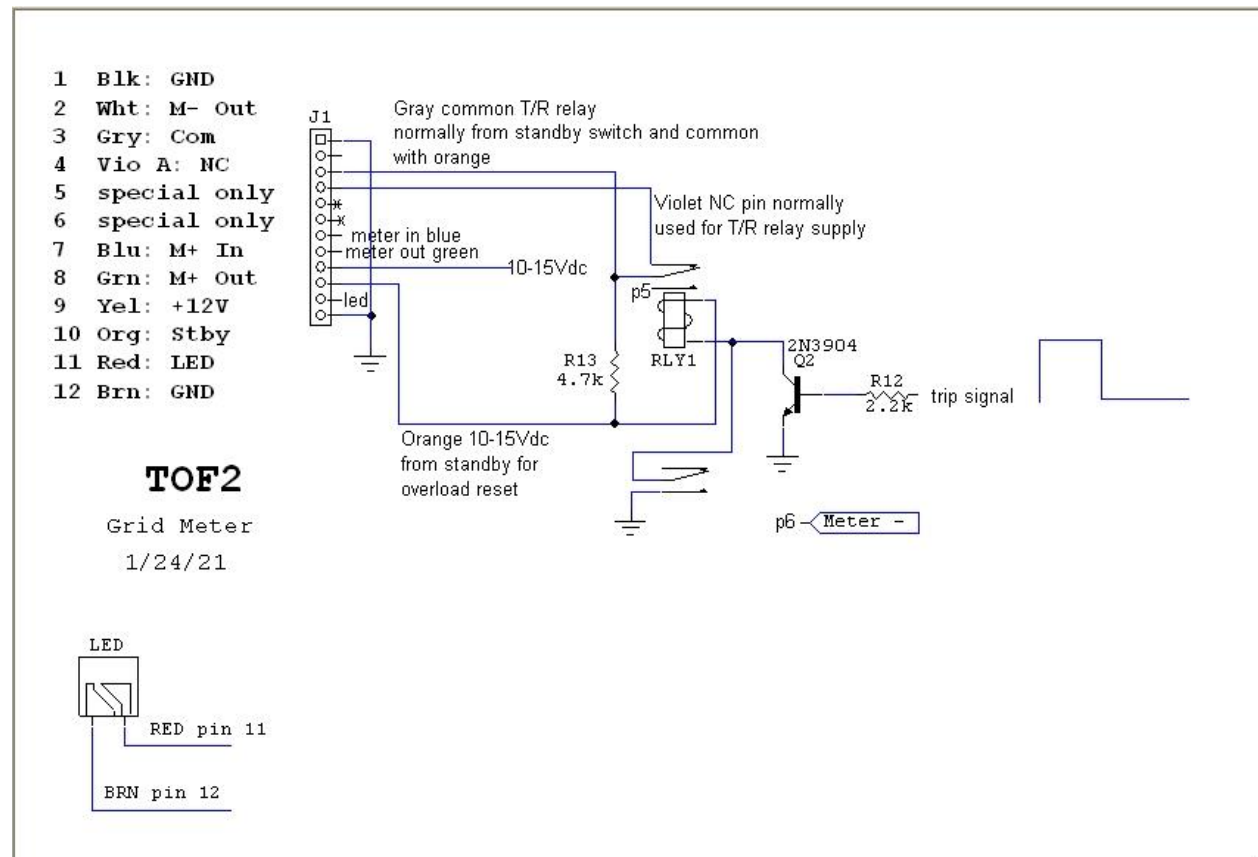 1 Blk: GND
2 Wht: M- Out
3 Gry: Com
4 Vio A: NC
5 special only
6 special only
7 Blu: M+ In
8 Grn: M+ Out
9 Yel: +12V
10 Org: Stby
11 Red: LED
12 Brn: GND
TOF2
Grid Meter
1/24/21
J1
Gray common T/R relay
normally from standby switch and common
with orange
Violet NC pin normally
used for T/R relay supply
meter in blue
meter out green
10-15Vdc
led
p5
RLY1
R13
4.7k
2N3904
Q2
R12
2.2k
trip signal
Orange 10-15Vdc
from standby for
overload reset
p6
Meter -
LED
RED pin 11
BRN pin 12